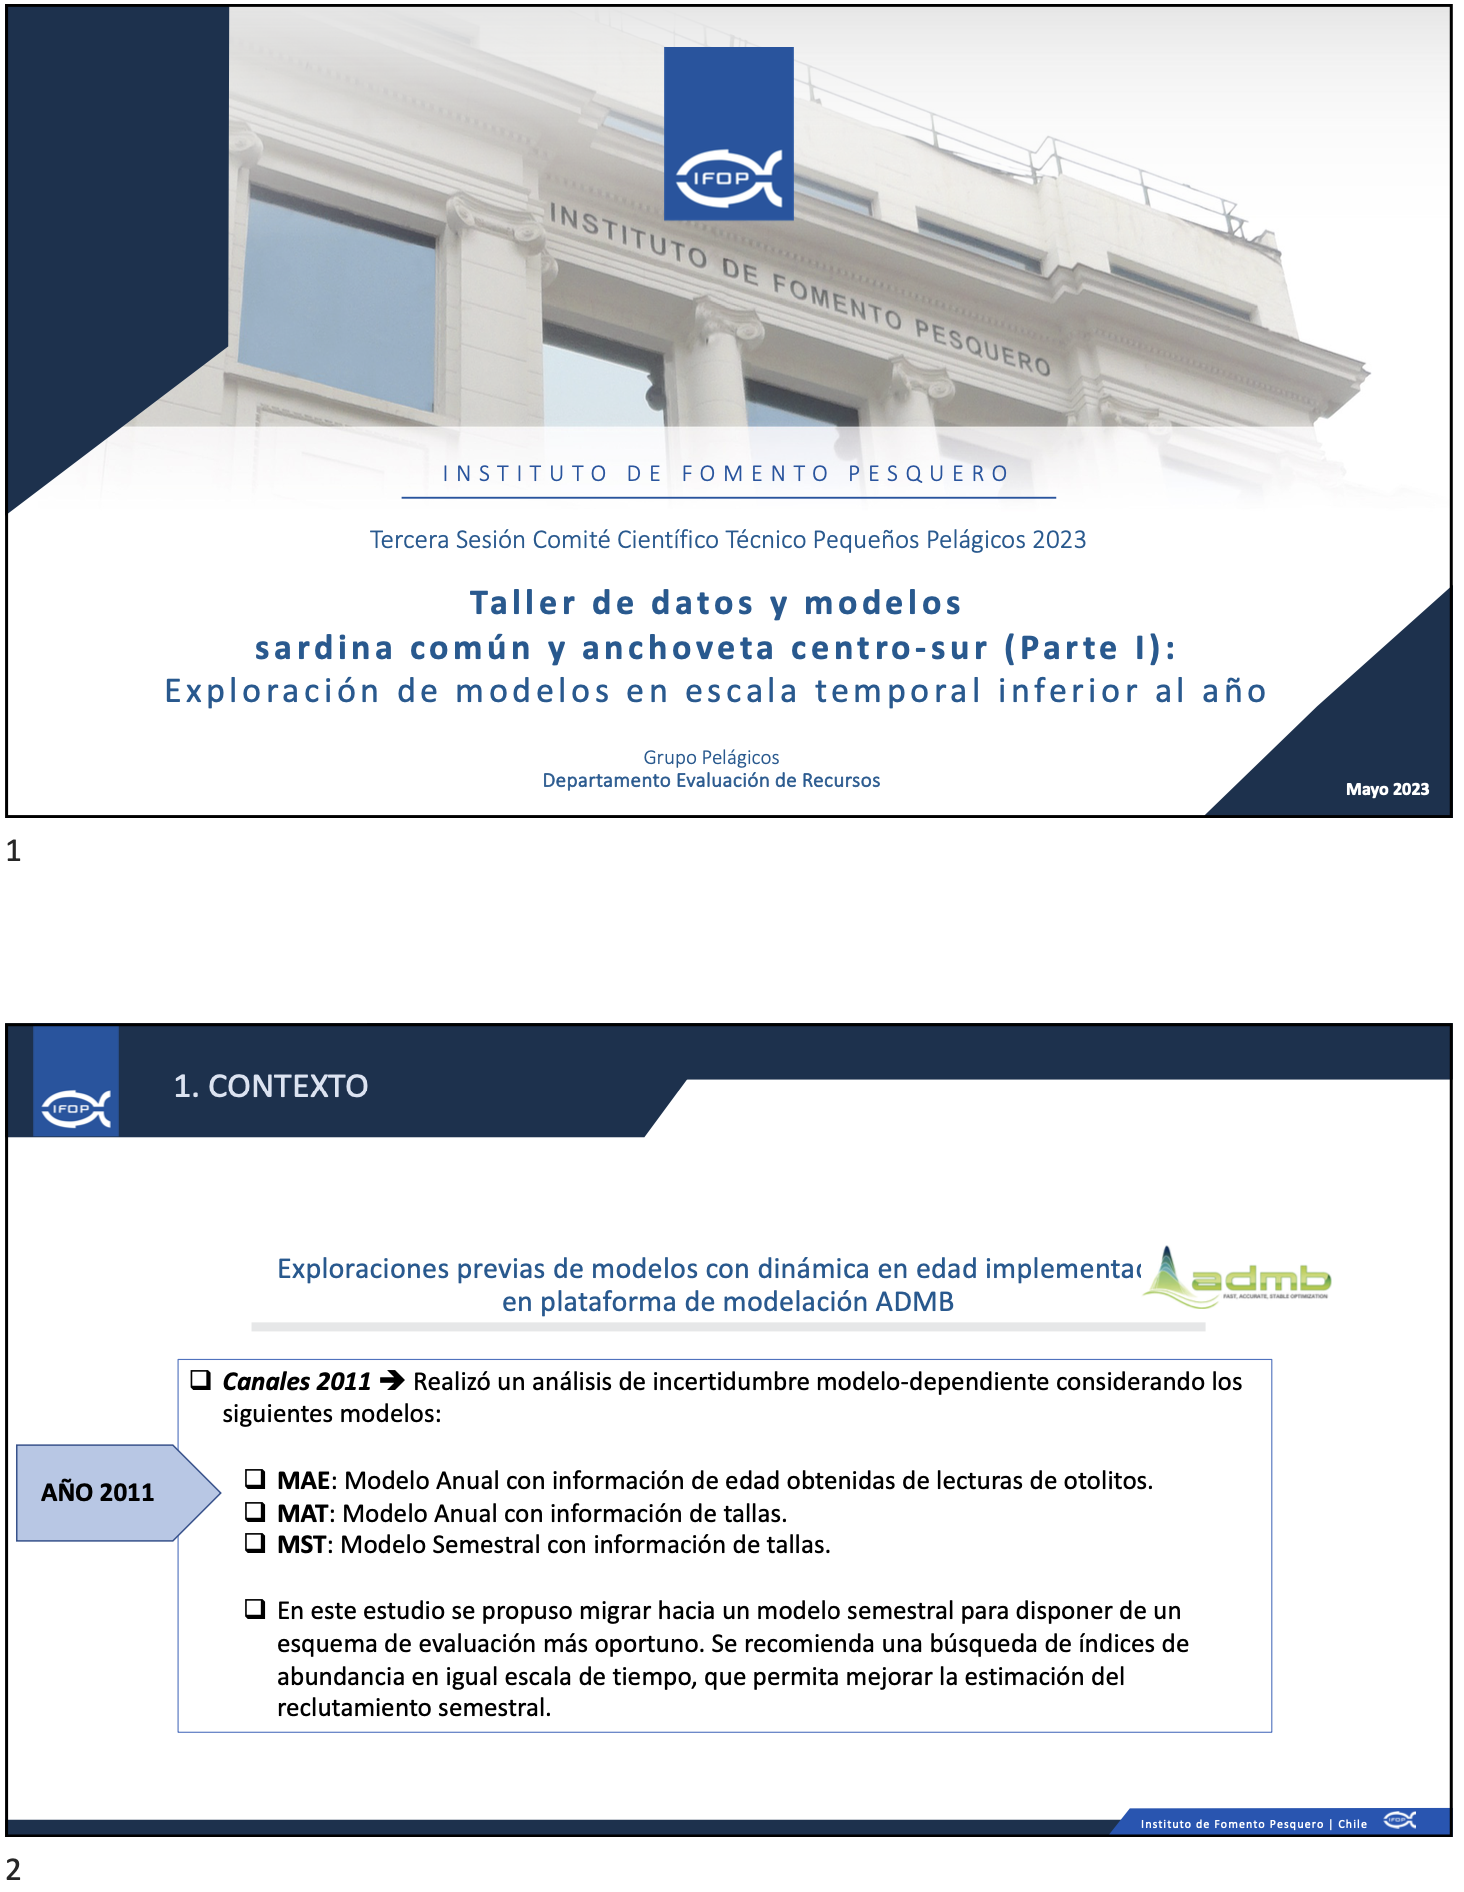 IFOP
INSTITUTO DE FOMENTO PESQUERO
INSTITUTO DE FOMENTO PESQUERO
Tercera Sesión Comité Científico Técnico Pequeños Pelágicos 2023
Taller de datos y modelos
sardina común y anchoveta centro-sur (Parte I):
Exploración de modelos en escala temporal inferior al año
Grupo Pelágicos
Departamento Evaluación de Recursos
Mayo 2023
1
IFOP
1. CONTEXTO
Exploraciones previas de modelos con dinámica en edad implementac
en plataforma de modelación ADMB
admb
FAST, ACCURATE, STABLE OPTIMIZATION
❑ Canales 2011 ➔ Realizó un análisis de incertidumbre modelo-dependiente considerando los
siguientes modelos:
AÑO 2011
❑ MAE: Modelo Anual con información de edad obtenidas de lecturas de otolitos.
❑ MAT: Modelo Anual con información de tallas.
❑ MST: Modelo Semestral con información de tallas.
❑ En este estudio se propuso migrar hacia un modelo semestral para disponer de un
esquema de evaluación más oportuno. Se recomienda una búsqueda de índices de
abundancia en igual escala de tiempo, que permita mejorar la estimación del
reclutamiento semestral.
Instituto de Fomento Pesquero | Chile
IFOP
2